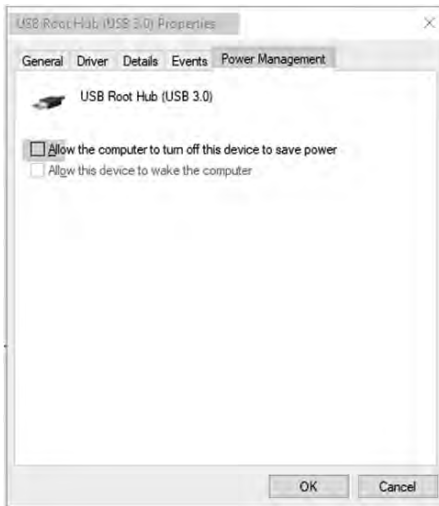 USB Root Hub (USB 3.0) Properties
General Driver Details Events Power Management
USB Root Hub (USB 3.0)
Allow the computer to turn off this device to save power
Allow this device to wake the computer
OK Cancel